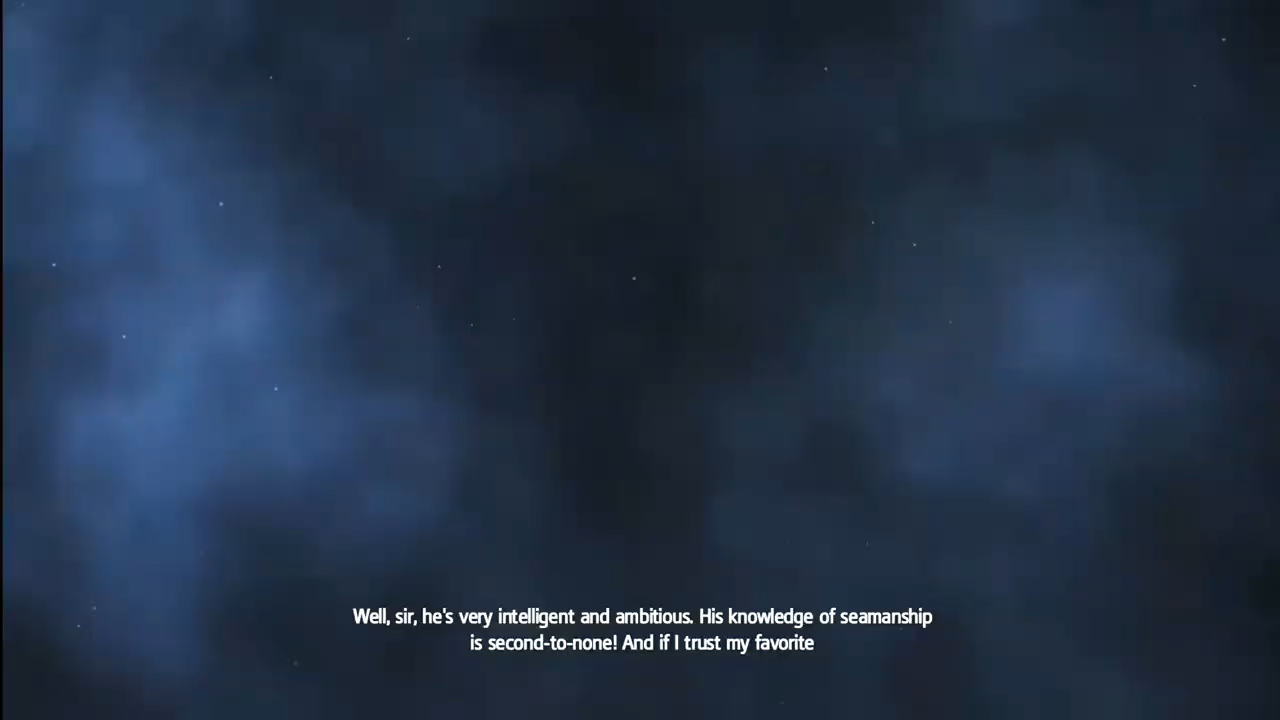 Well, sir, he's very intelligent and ambitious. His knowledge of seamanship
is second-to-none! And if I trust my favorite